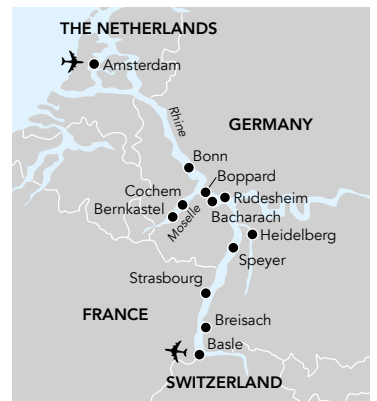 THE NETHERLANDS
Amsterdam
Rhine
GERMANY
Bonn
Boppard
Cochem
Rudesheim
Bernkastel
Bacharach
Moselle
Heidelberg
Speyer
Strasbourg
FRANCE
Breisach
Basle
SWITZERLAND